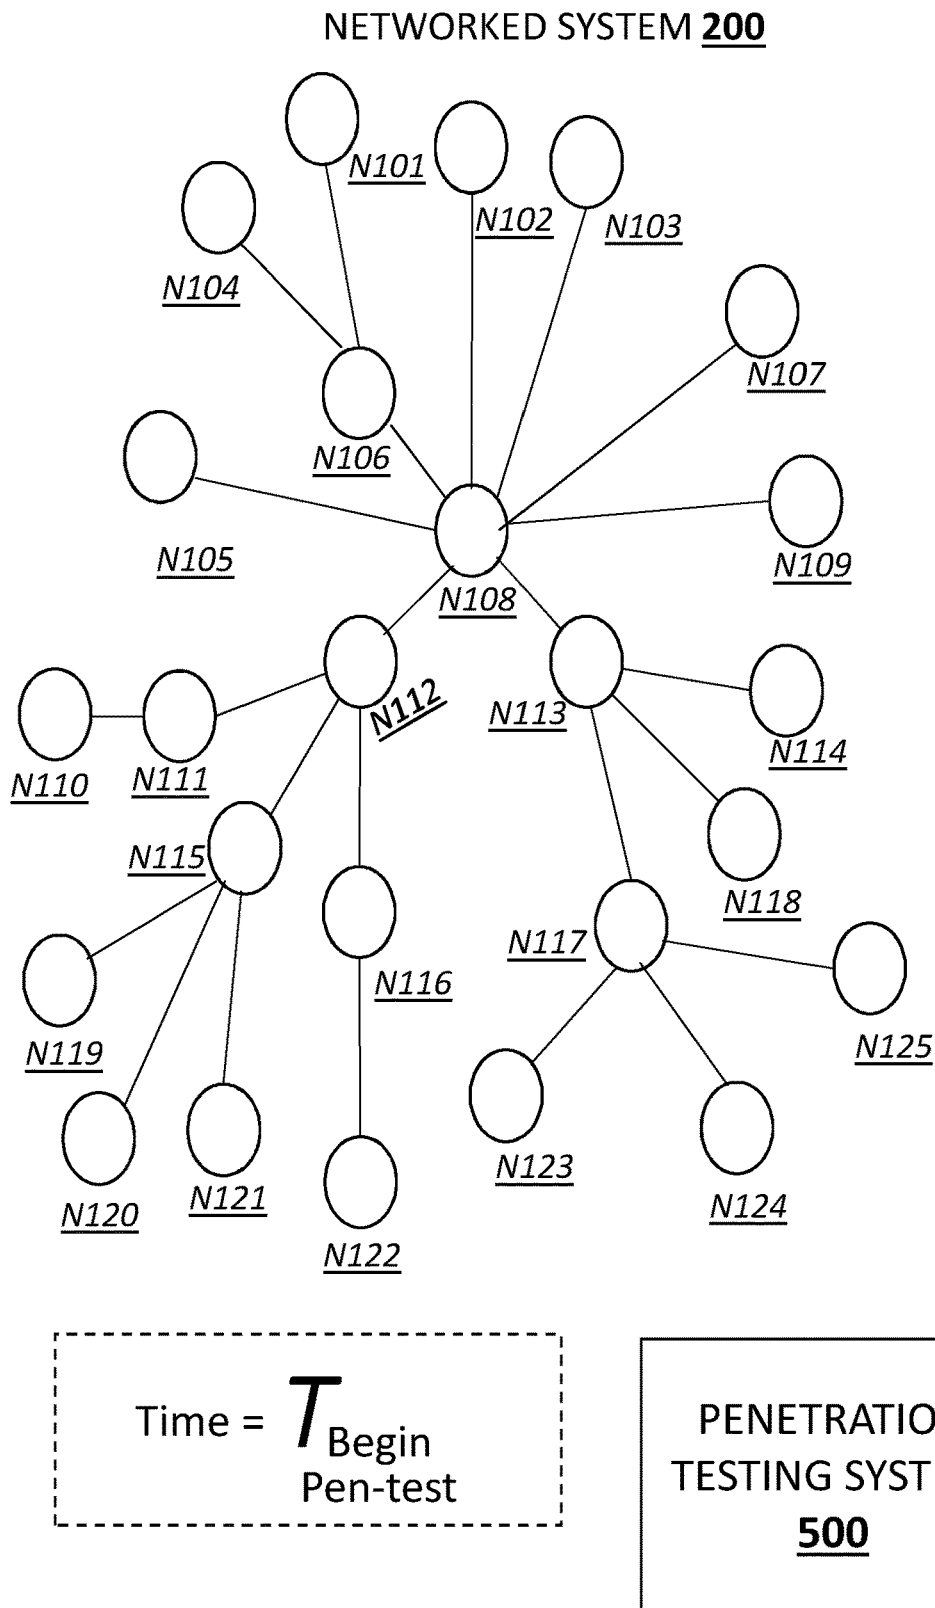 NETWORKED SYSTEM 200
N101
N102
N103
N104
N107
N106
N105
N109
N108
N112
N113
N114
N110
N111
N115
N118
N117
N116
N119
N125
N123
N121
N124
N120
N122
Time = T
Begin
Pen-test
PENETRATIO
TESTING SYST
500